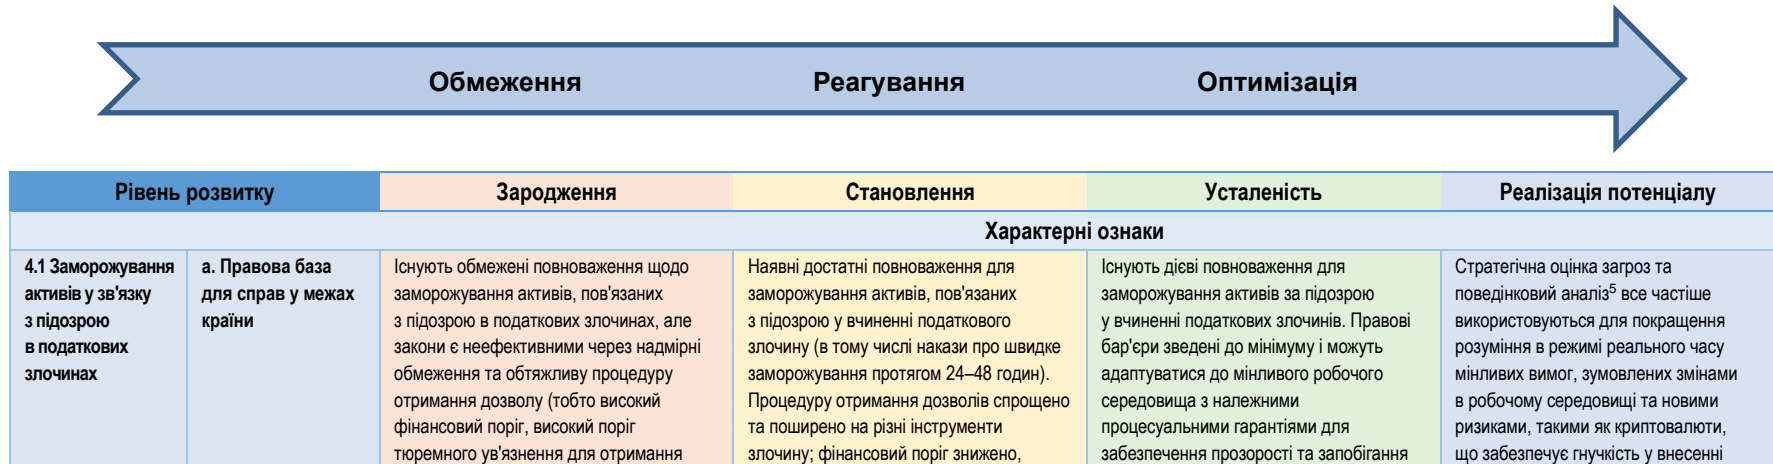 Обмеження Реагування Оптимізація
Рівень розвитку Зародження Становлення Усталеність Реалізація потенціалу
Характерні ознаки
4.1 Заморожування
активів у зв'язку
з підозрою
в податкових
злочинах
а. Правова база
для справ у межах
країни
Існують обмежені повноваження щодо
заморожування активів, пов'язаних
з підозрою в податкових злочинах, але
закони є неефективними через надмірні
обмеження та обтяжливу процедуру
отримання дозволу (тобто високий
фінансовий поріг, високий поріг
тюремного ув'язнення для отримання
Наявні достатні повноваження для
заморожування активів, пов'язаних
з підозрою у вчиненні податкового
злочину (в тому числі накази про швидке
заморожування протягом 24–48 годин).
Процедуру отримання дозволів спрощено
та поширено на різні інструменти
злочину; фінансовий поріг знижено,
Існують дієві повноваження для
заморожування активів за підозрою
у вчиненні податкових злочинів. Правові
бар'єри зведені до мінімуму і можуть
адаптуватися до мінливого робочого
середовища з належними
процесуальними гарантіями для
забезпечення прозорості та запобігання
Стратегічна оцінка загроз та
поведінковий аналіз5 все частіше
використовуються для покращення
розуміння в режимі реального часу
мінливих вимог, зумовлених змінами
в робочому середовищі та новими
ризиками, такими як криптовалюти,
що забезпечує гнучкість у внесенні